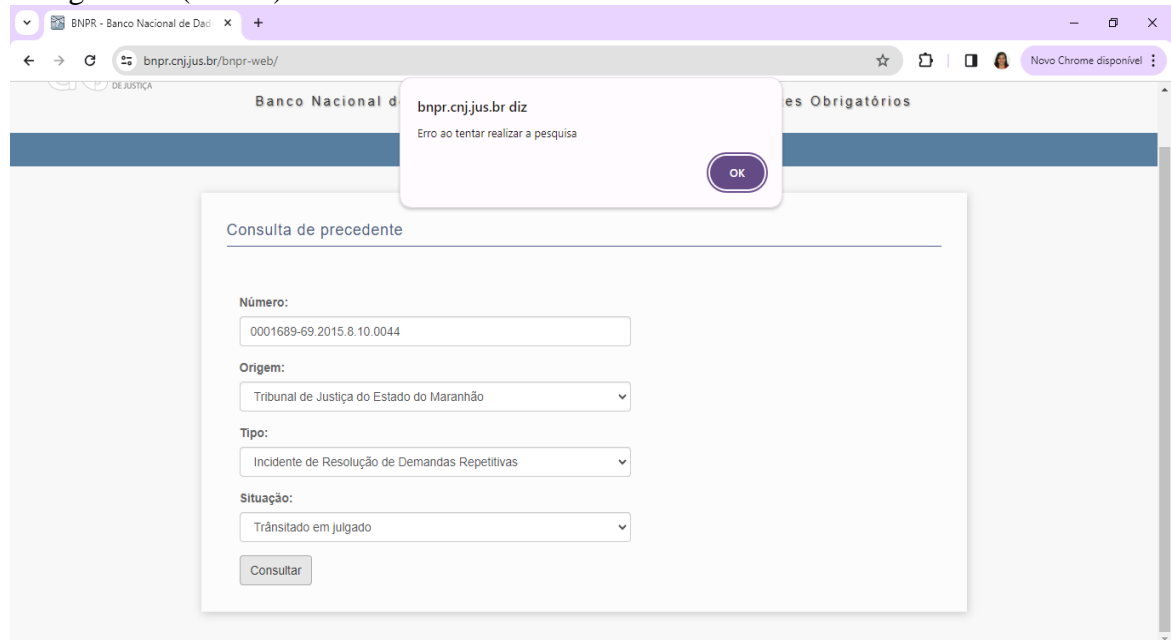 BNPR - Banco Nacional de Dad
bnpr.cnj.jus.br/bnpr-web/
Novo Chrome disponível
DE JUSTIÇA
Banco Nacional d
es Obrigatórios
bnpr.cnj.jus.br diz
Erro ao tentar realizar a pesquisa
OK
Consulta de precedente
Número:
0001689-69.2015.8.10.0044
Origem:
Tribunal de Justiça do Estado do Maranhão
Tipo:
Incidente de Resolução de Demandas Repetitivas
Situação:
Trânsitado em julgado
Consultar